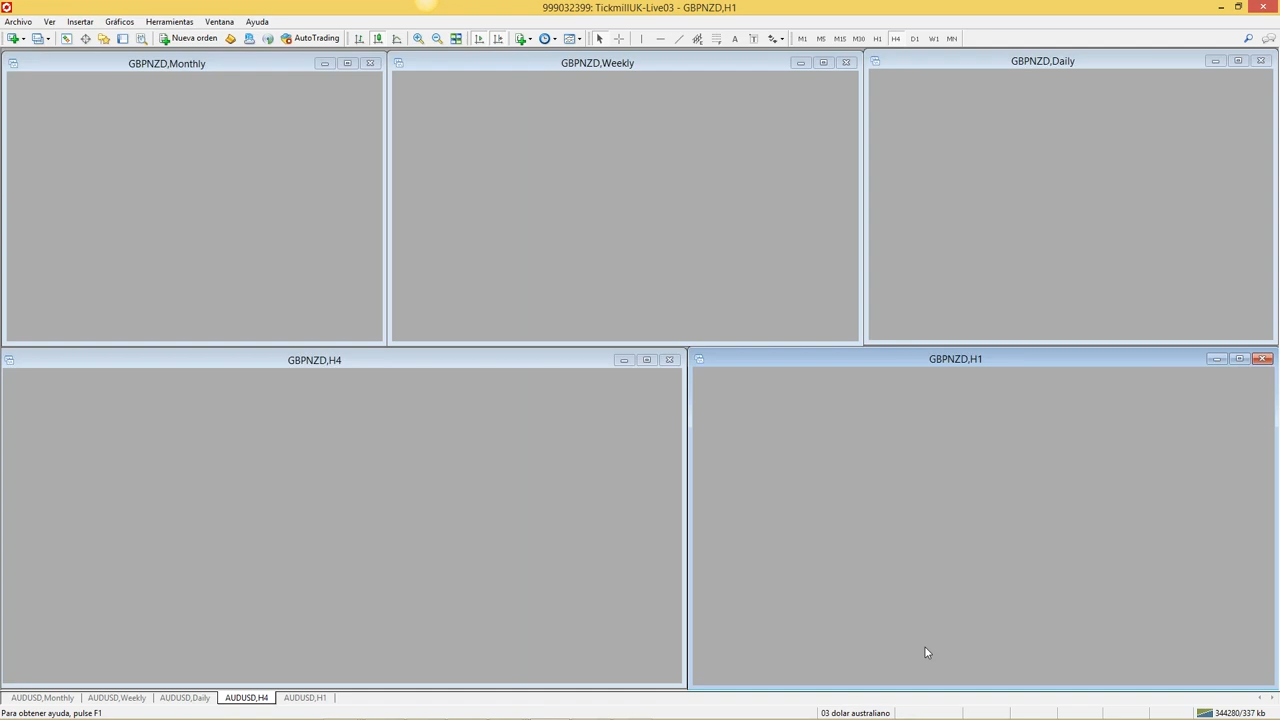 999032399: TickmillUK-Live03 - GBPNZD,H1
Archivo Ver Insertar Gráficos Herramientas Ventana Ayuda
Nueva orden AutoTrading A T M1 M5 M15 M30 H1 H4 D1 W1 MN
GBPNZD,Monthly
GBPNZD,Weekly
GBPNZD,Daily
GBPNZD,H4
GBPNZD,H1
AUDUSD,Monthly AUDUSD,Weekly AUDUSD,Daily AUDUSD,H4 AUDUSD,H1
Para obtener ayuda, pulse F1 03 dolar australiano 344280/337 kb